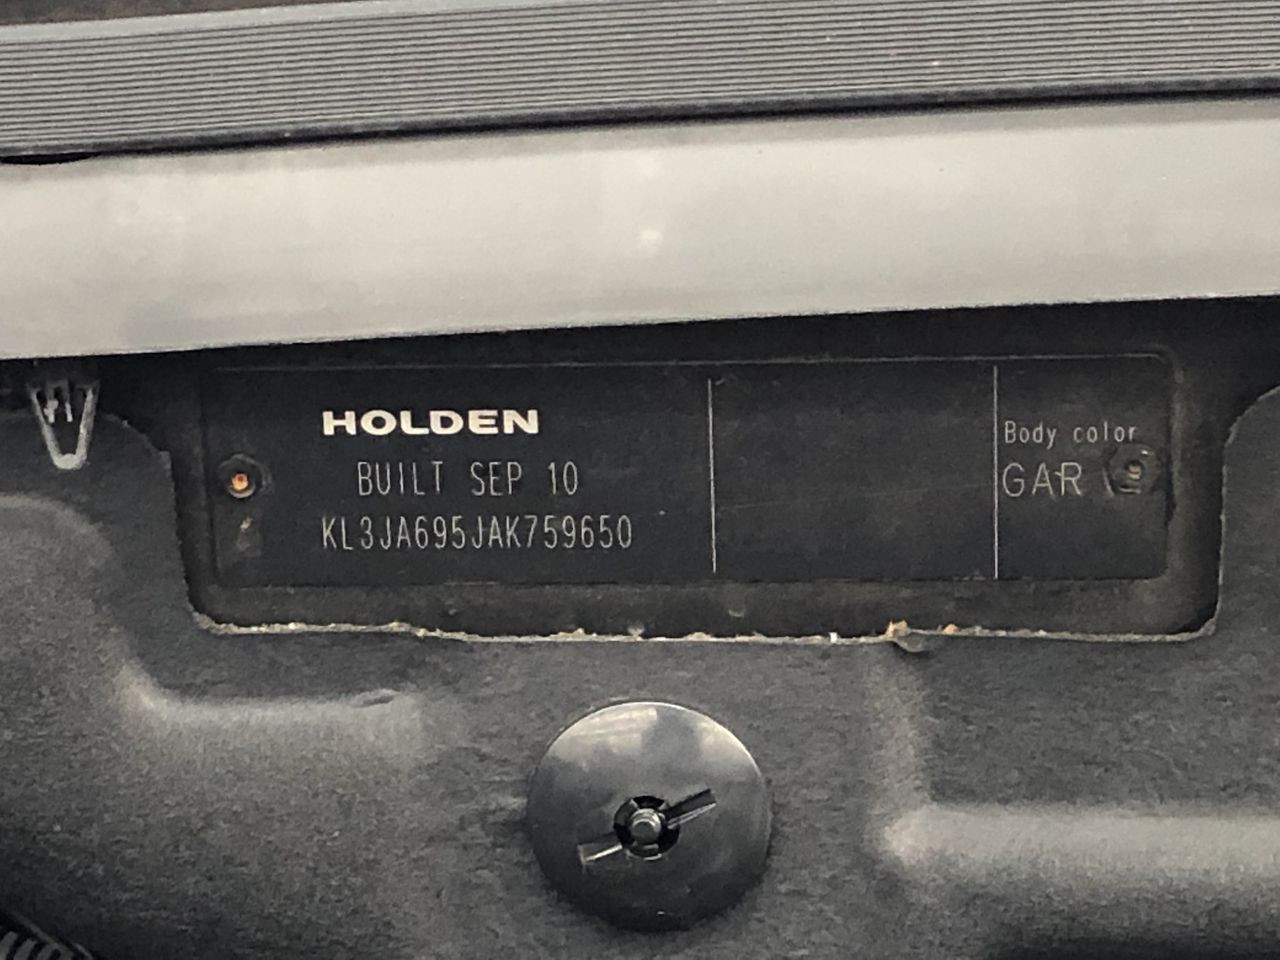 HOLDEN
BUILT SEP 10
KL3JA695JAK759650
Body color
GAR